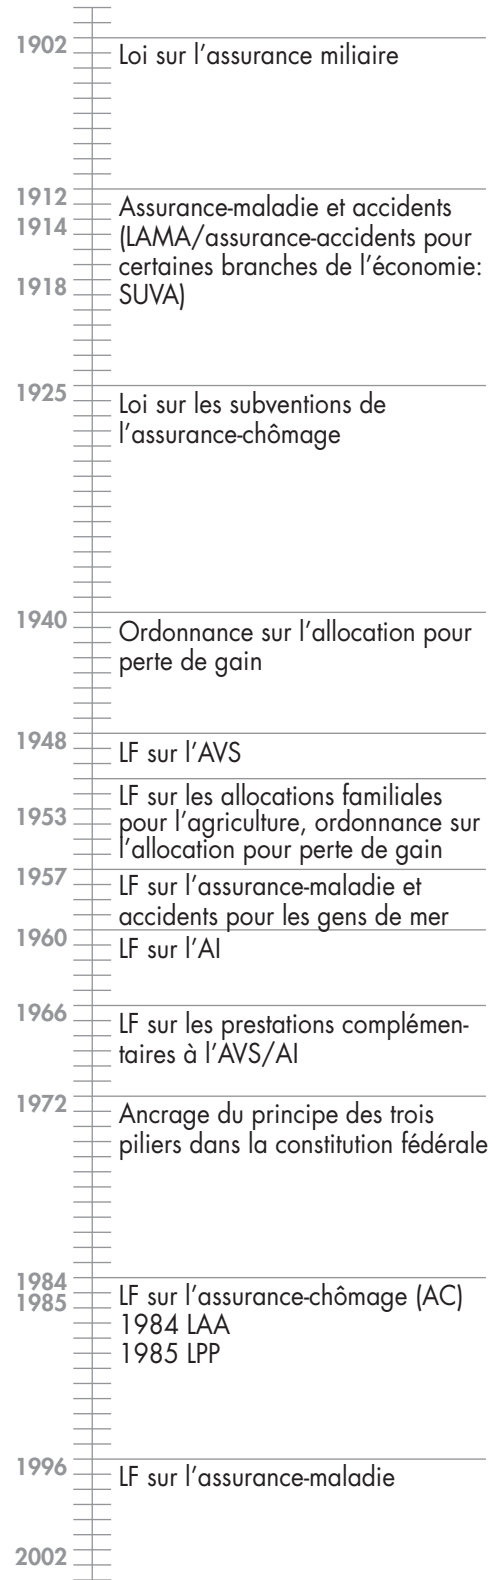 1902
Loi sur l'assurance miliaire
1912
Assurance-maladie et accidents
1914
(LAMA/assurance-accidents pour
certaines branches de l'économie:
1918
SUVA)
1925
Loi sur les subventions de
l'assurance-chômage
1940
Ordonnance sur l'allocation pour
perte de gain
1948
LF sur l'AVS
LF sur les allocations familiales
1953
pour l'agriculture, ordonnance sur
l'allocation pour perte de gain
1957
LF sur l'assurance-maladie et
accidents pour les gens de mer
1960
LF sur l'AI
1966
LF sur les prestations complémen-
taires à l'AVS/AI
1972
Ancrage du principe des trois
piliers dans la constitution fédérale
1984
1985
LF sur l'assurance-chômage (AC)
1984 LAA
1985 LPP
1996
LF sur l'assurance-maladie
2002